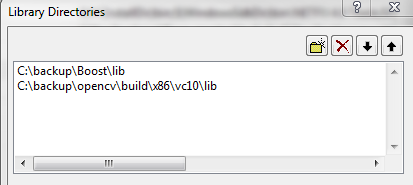 Library Directories
?
C:\backup\Boost\lib
C:\backup\opencv\build\x86\vc10\lib